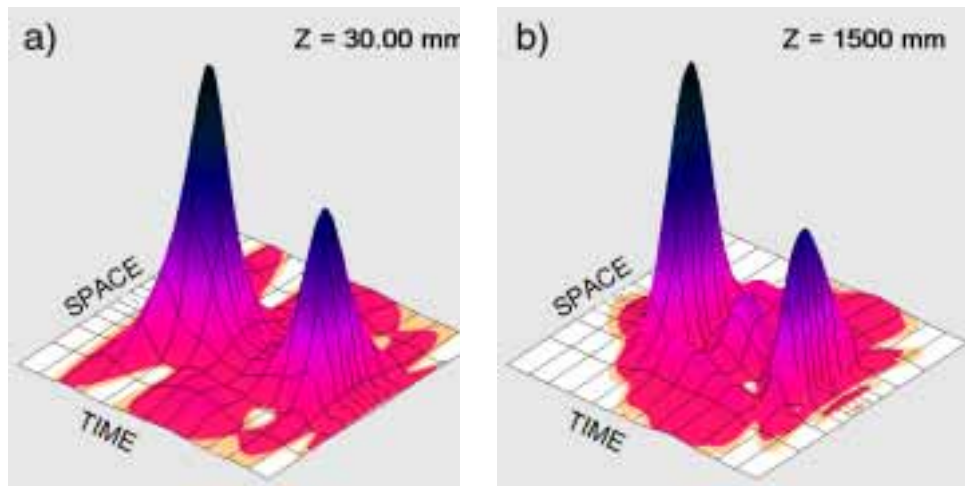 a)
Z = 30.00 mm
SPACE
TIME
b)
Z = 1500 mm
SPACE
TIME